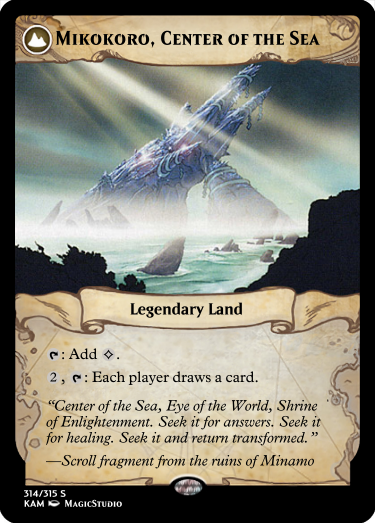 Mikokoro, Center of the Sea
Legendary Land
: Add .
2, : Each player draws a card.
“Center of the Sea, Eye of the World, Shrine
of Enlightenment. Seek it for answers. Seek it
for healing. Seek it and return transformed.”
—Scroll fragment from the ruins of Minamo
314/315 S
KAM MagicStudio